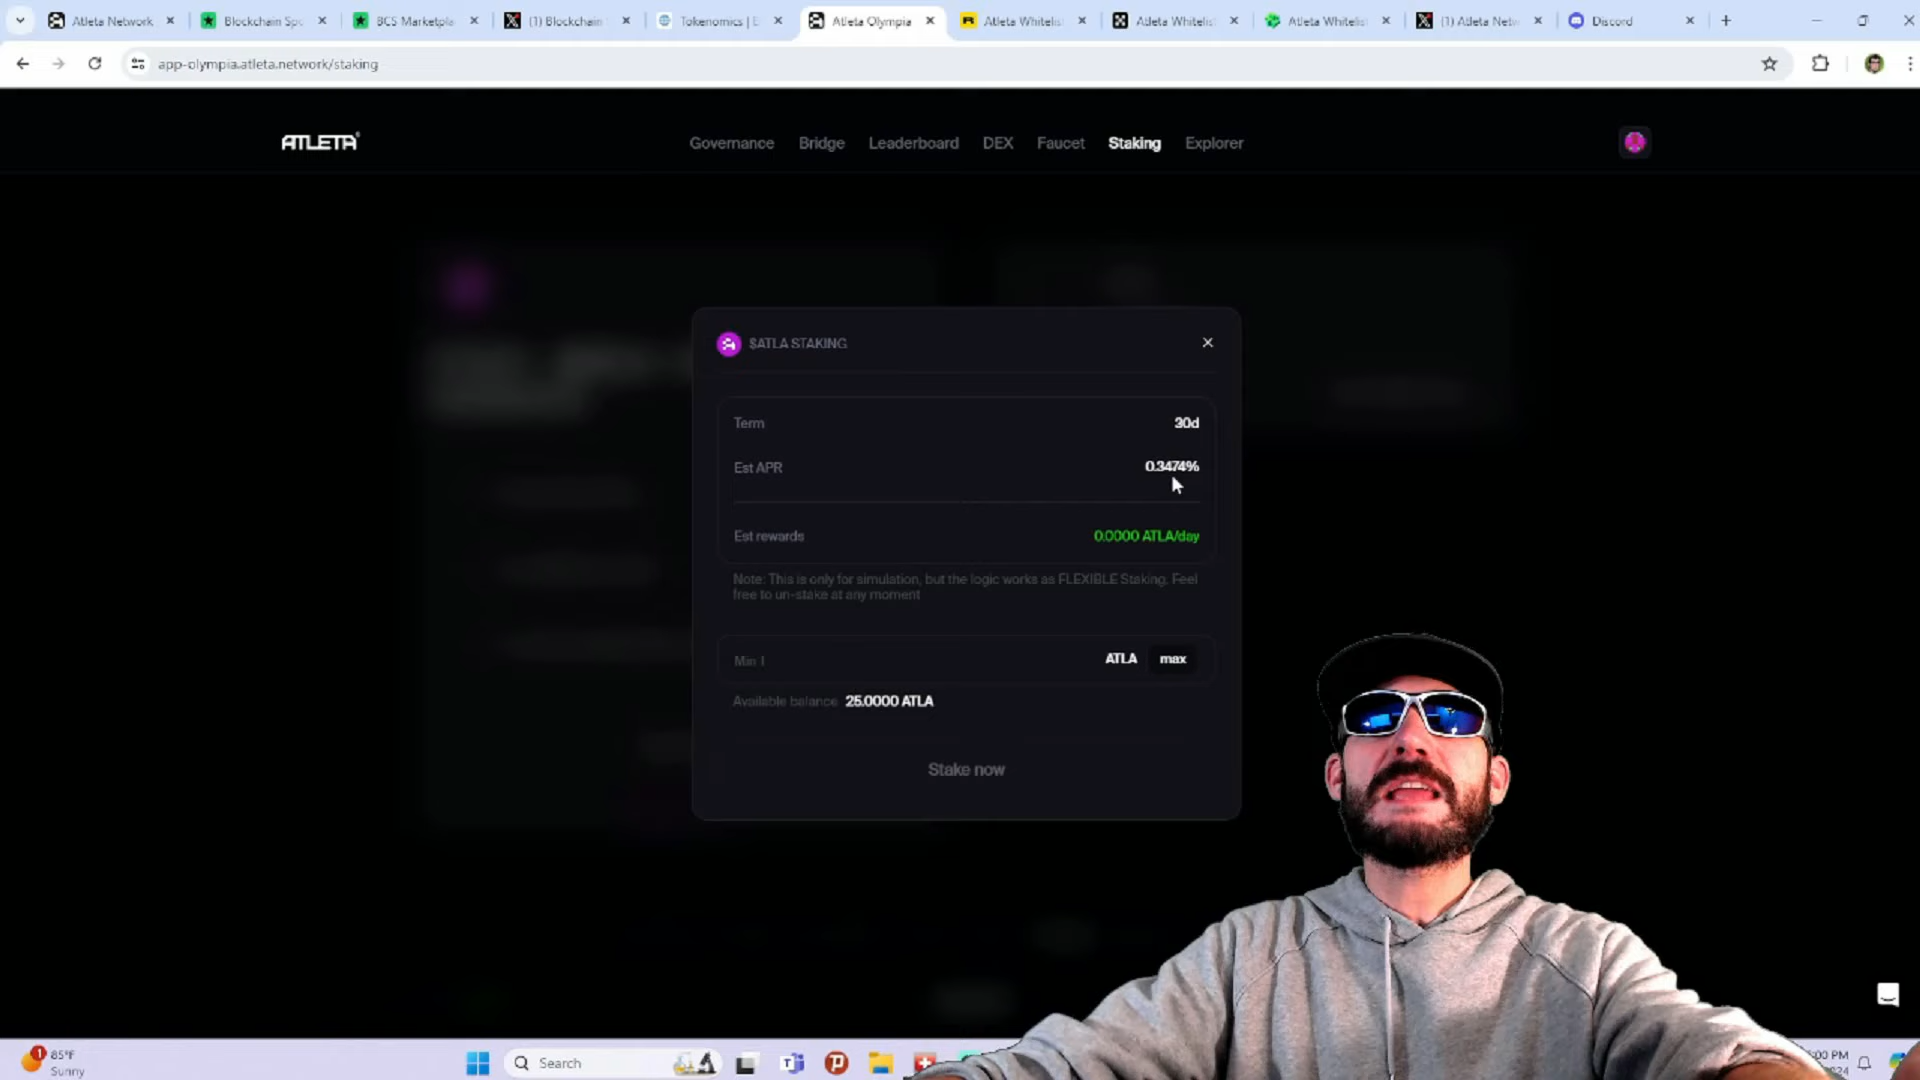 Atleta Network
Blockchain Spo
BCS Marketpla
(1) Blockchain
Tokenomics | E
Atleta Olympia
Atleta Whitelis
Atleta Whitelis
Atleta Whitelis
(1) Atleta Netw
Discord
app-olympia.atleta.network/staking
ATLETA
Governance
Bridge
Leaderboard
DEX
Faucet
Staking
Explorer
$ATLA STAKING
Term 30d
Est APR 0.3474%
Est rewards 0.0000 ATLA/day
Note: This is only for simulation, but the logic works as FLEXIBLE Staking. Feel
free to un-stake at any moment
Min 1 ATLA max
Available balance 25.0000 ATLA
Stake now
1
85°F
Sunny
Search
:00 PM
2024